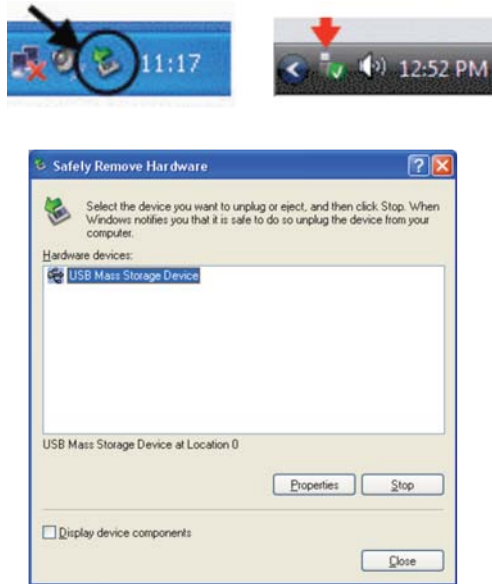 11:17
12:52 PM
Safely Remove Hardware
Select the device you want to unplug or eject, and then click Stop. When
Windows notifies you that it is safe to do so unplug the device from your
computer.
Hardware devices:
USB Mass Storage Device
USB Mass Storage Device at Location 0
Properties Stop
Display device components
Close